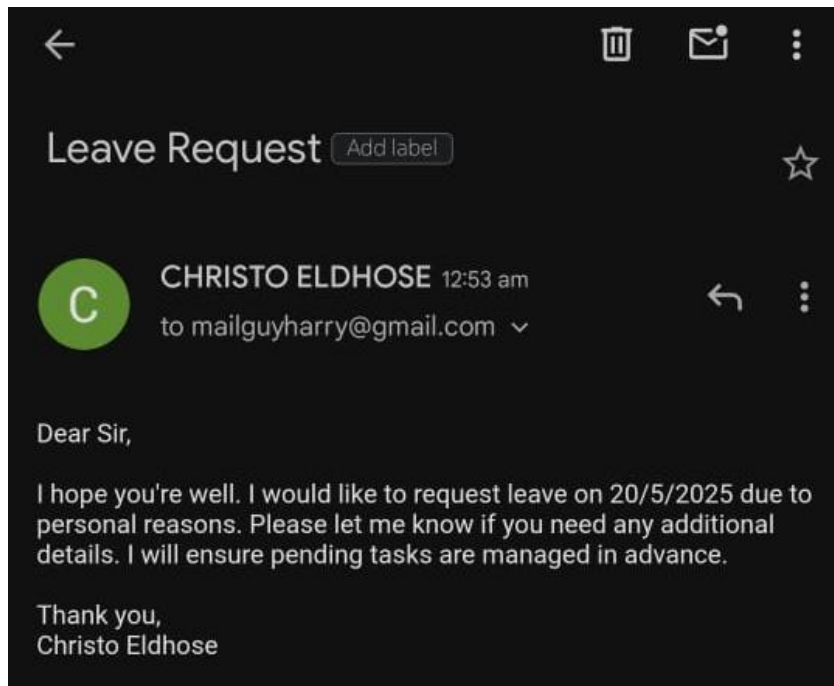 Leave Request Add label
CHRISTO ELDHOSE 12:53 am
C
to mailguyharry@gmail.com
Dear Sir,
I hope you're well. I would like to request leave on 20/5/2025 due to
personal reasons. Please let me know if you need any additional
details. I will ensure pending tasks are managed in advance.
Thank you,
Christo Eldhose